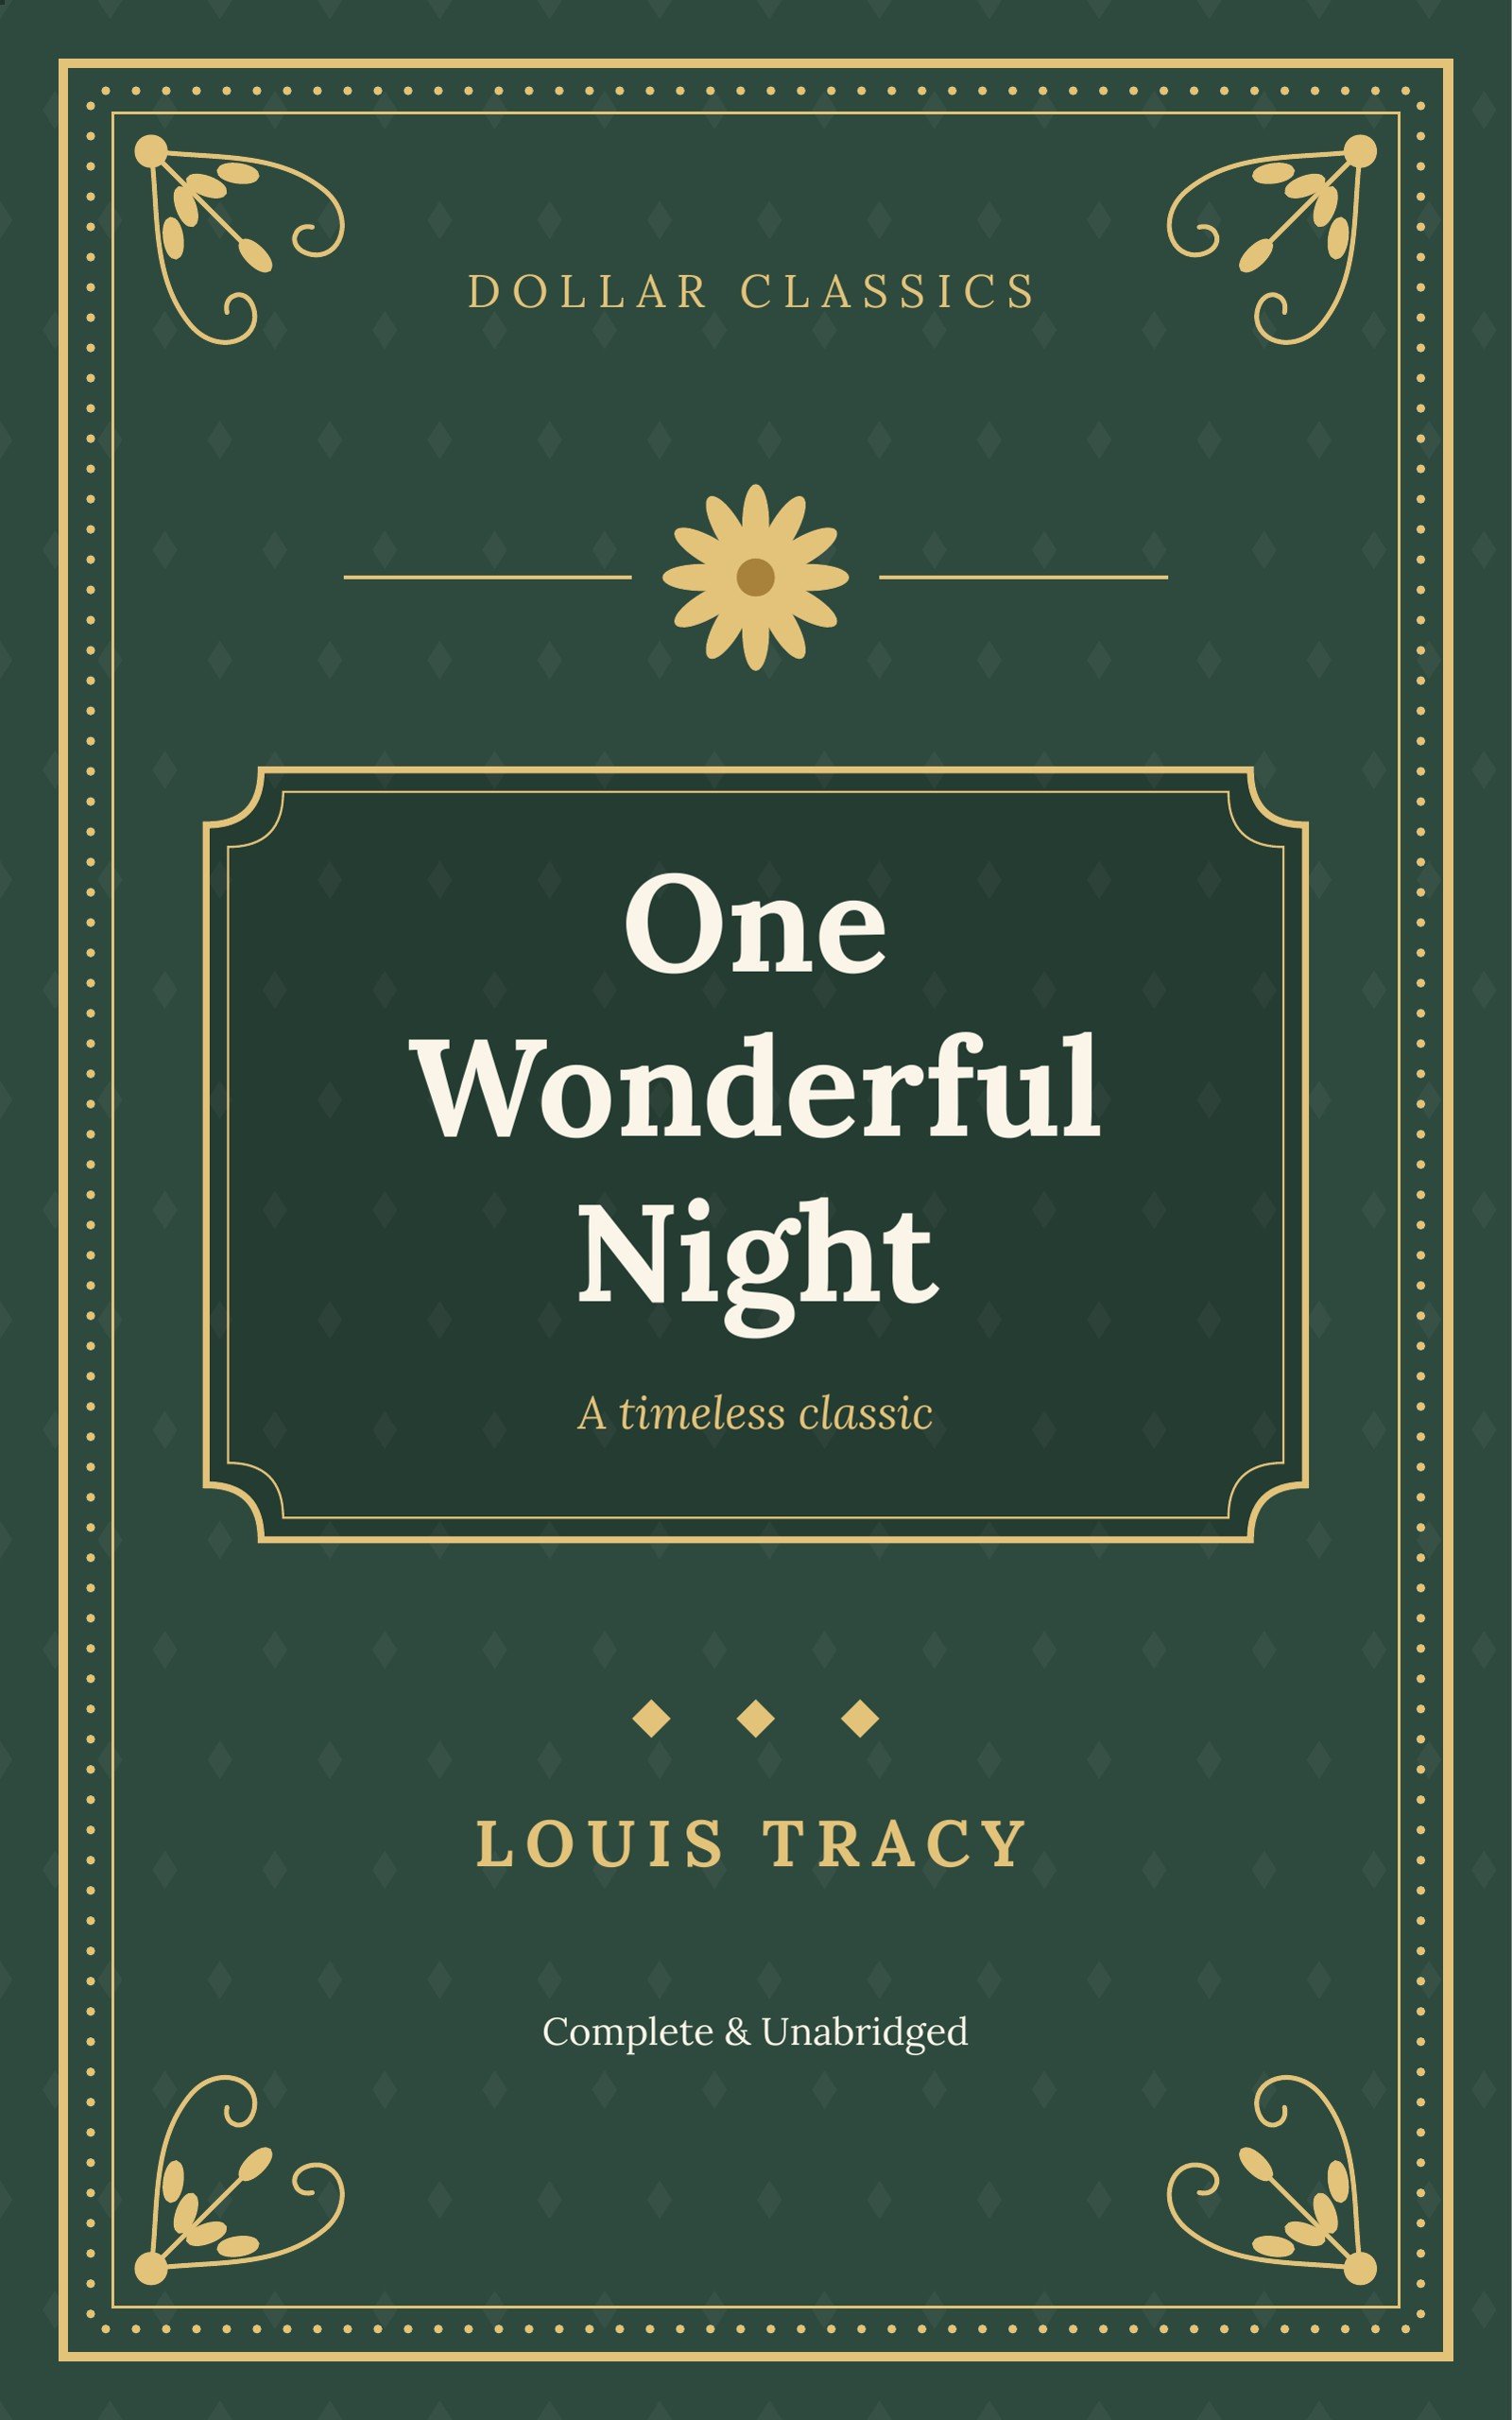 DOLLAR CLASSICS
One
Wonderful
Night
A timeless classic
LOUIS TRACY
Complete & Unabridged